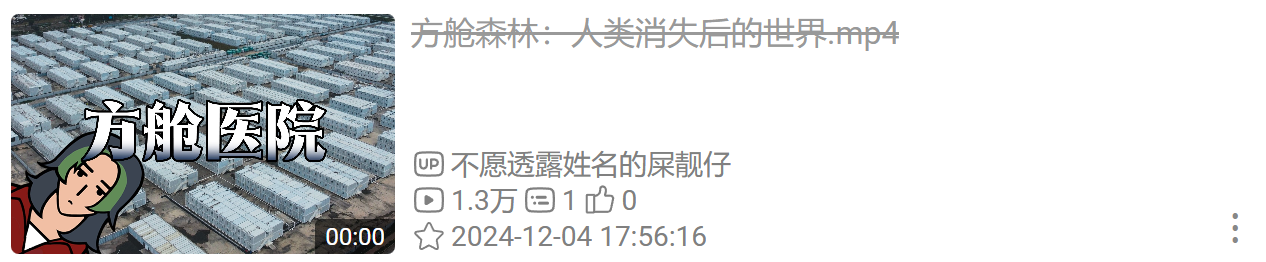 方舱医院
00:00
方舱森林：人类消失后的世界.mp4
UP 不愿透露姓名的屎靓仔
1.3万 1 0
2024-12-04 17:56:16